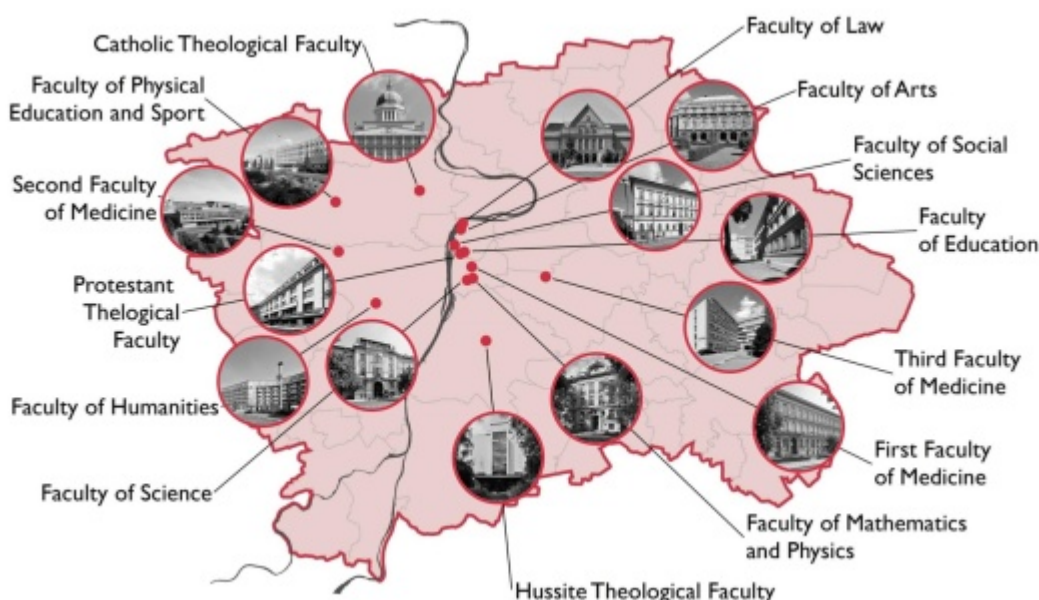 Catholic Theological Faculty
Faculty of Physical
Education and Sport
Second Faculty
of Medicine
Protestant
Thelogical
Faculty
Faculty of Humanities
Faculty of Science
Faculty of Law
Faculty of Arts
Faculty of Social
Sciences
Faculty
of Education
Third Faculty
of Medicine
First Faculty
of Medicine
Faculty of Mathematics
and Physics
Hussite Theological Faculty